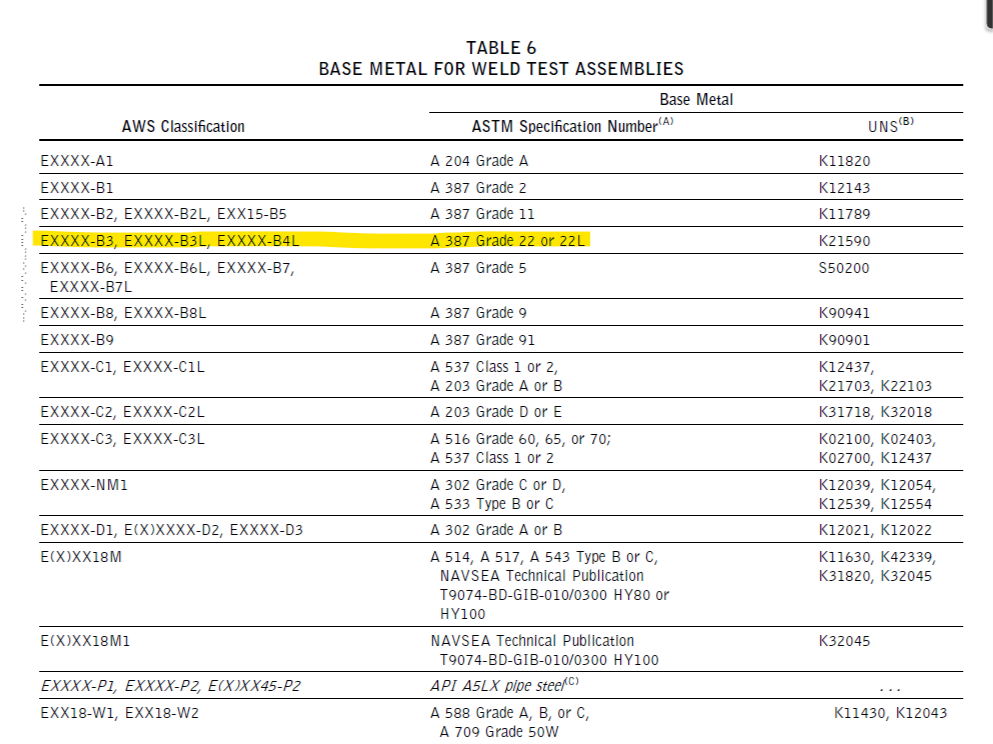 TABLE 6
BASE METAL FOR WELD TEST ASSEMBLIES
Base Metal
AWS Classification ASTM Specification Number(A) UNS(B)
EXXXX-A1 A 204 Grade A K11820
EXXXX-B1 A 387 Grade 2 K12143
EXXXX-B2, EXXXX-B2L, EXX15-B5 A 387 Grade 11 K11789
EXXXX-B3, EXXXX-B3L, EXXXX-B4L A 387 Grade 22 or 22L K21590
EXXXX-B6, EXXXX-B6L, EXXXX-B7, A 387 Grade 5 S50200
EXXXX-B7L
EXXXX-B8, EXXXX-B8L A 387 Grade 9 K90941
EXXXX-B9 A 387 Grade 91 K90901
EXXXX-C1, EXXXX-C1L A 537 Class 1 or 2, K12437,
A 203 Grade A or B K21703, K22103
EXXXX-C2, EXXXX-C2L A 203 Grade D or E K31718, K32018
EXXXX-C3, EXXXX-C3L A 516 Grade 60, 65, or 70; K02100, K02403,
A 537 Class 1 or 2 K02700, K12437
EXXXX-NM1 A 302 Grade C or D, K12039, K12054,
A 533 Type B or C K12539, K12554
EXXXX-D1, E(X)XXXX-D2, EXXXX-D3 A 302 Grade A or B K12021, K12022
E(X)XX18M A 514, A 517, A 543 Type B or C, K11630, K42339,
NAVSEA Technical Publication K31820, K32045
T9074-BD-GIB-010/0300 HY80 or
HY100
E(X)XX18M1 NAVSEA Technical Publication K32045
T9074-BD-GIB-010/0300 HY100
EXXXX-P1, EXXXX-P2, E(X)XX45-P2 API A5LX pipe steel(C) ...
EXX18-W1, EXX18-W2 A 588 Grade A, B, or C, K11430, K12043
A 709 Grade 50W